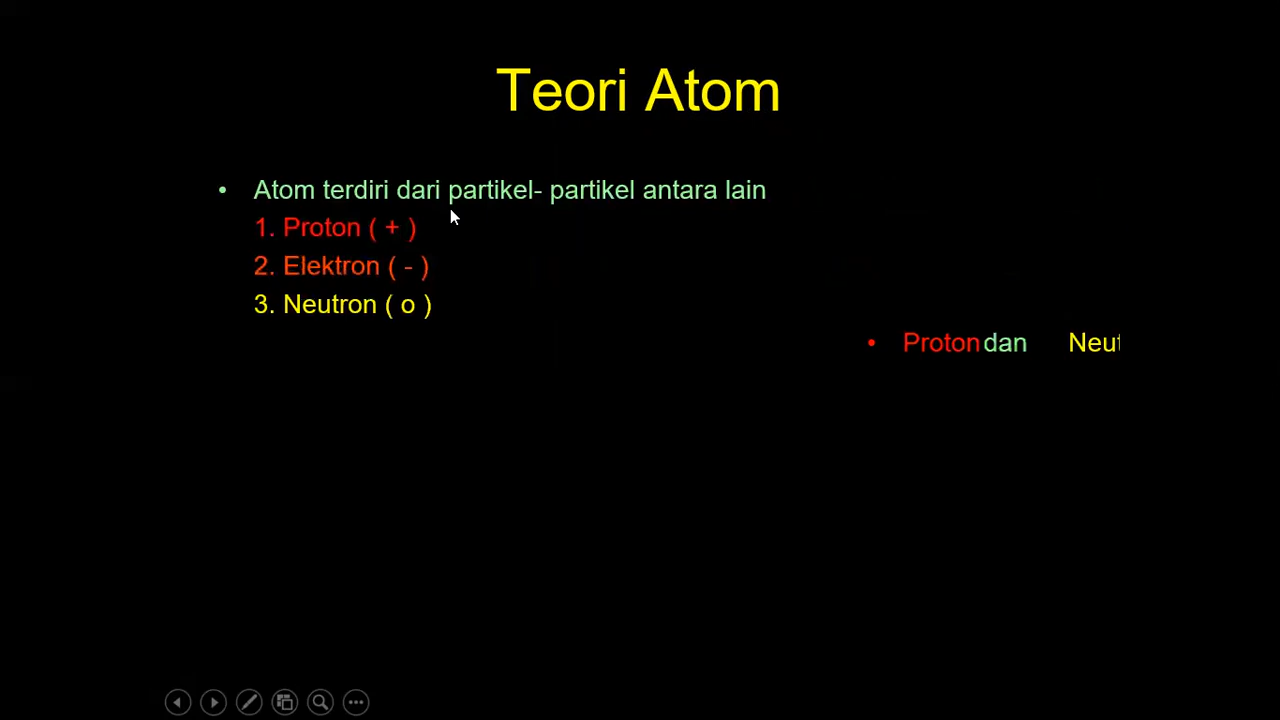 Teori Atom
• Atom terdiri dari partikel- partikel antara lain
1. Proton ( + )
2. Elektron ( - )
3. Neutron ( o )
• Proton dan